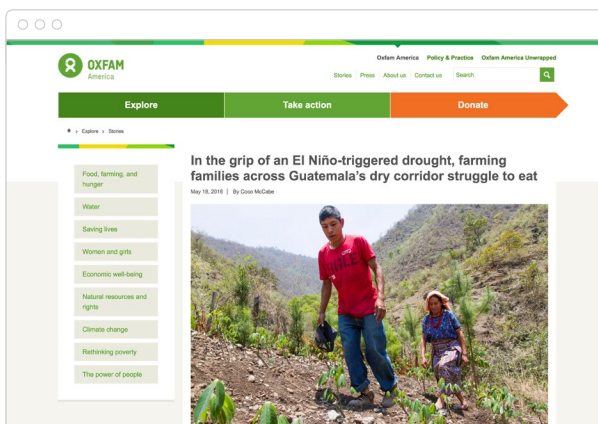 OXFAM
America
Oxfam America Policy & Practice Oxfam America Unwrapped
Stories Press About us Contact us Search
Explore Take action Donate
Explore › Stories
Food, farming, and
hunger
Water
Saving lives
Women and girls
Economic well-being
Natural resources and
rights
Climate change
Rethinking poverty
The power of people
In the grip of an El Niño-triggered drought, farming
families across Guatemala's dry corridor struggle to eat
May 18, 2016 | By Coco McCabe